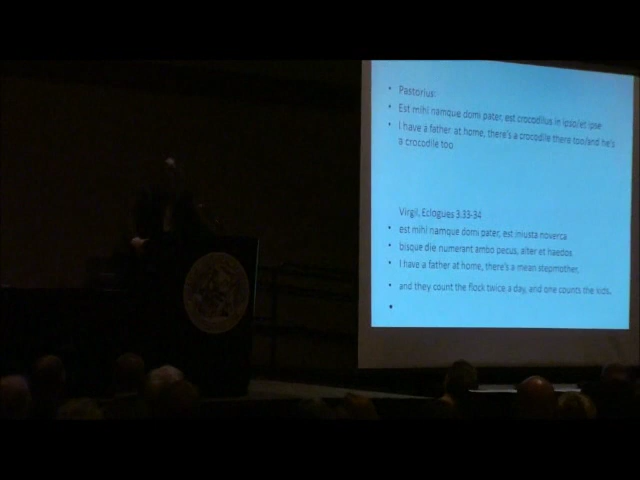 Pastorius:
Est mihi namque domi pater, est crocodilus in ipso/et ipse
I have a father at home, there's a crocodile there too/and he's
a crocodile too
Virgil, Eclogues 3.33-34
est mihi namque domi pater, est iniusta noverca
bisque die numerant ambo pecus, alter et haedos
I have a father at home, there's a mean stepmother,
and they count the flock twice a day, and one counts the kids.